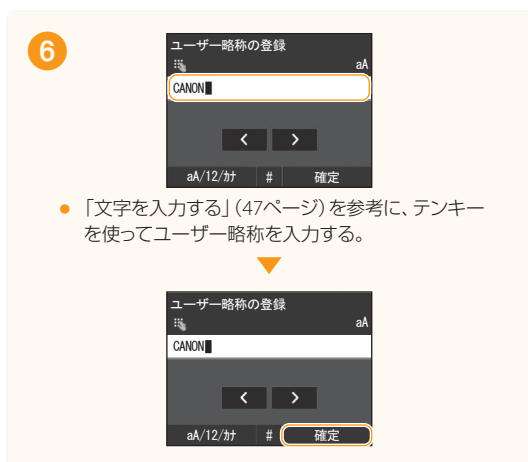 6
ユーザー略称の登録
aA
CANON
< >
aA/12/ｶﾅ # 確定
● 「文字を入力する」（47ページ）を参考に、テンキー
を使ってユーザー略称を入力する。
ユーザー略称の登録
aA
CANON
< >
aA/12/ｶﾅ # 確定